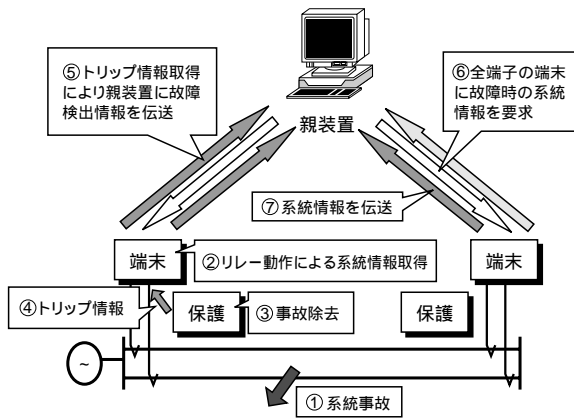 ⑤トリップ情報取得
により親装置に故障
検出情報を伝送
⑥全端子の端末
に故障時の系統
情報を要求
親装置
⑦系統情報を伝送
端末
②リレー動作による系統情報取得
端末
④トリップ情報
保護
③事故除去
保護
~
①系統事故